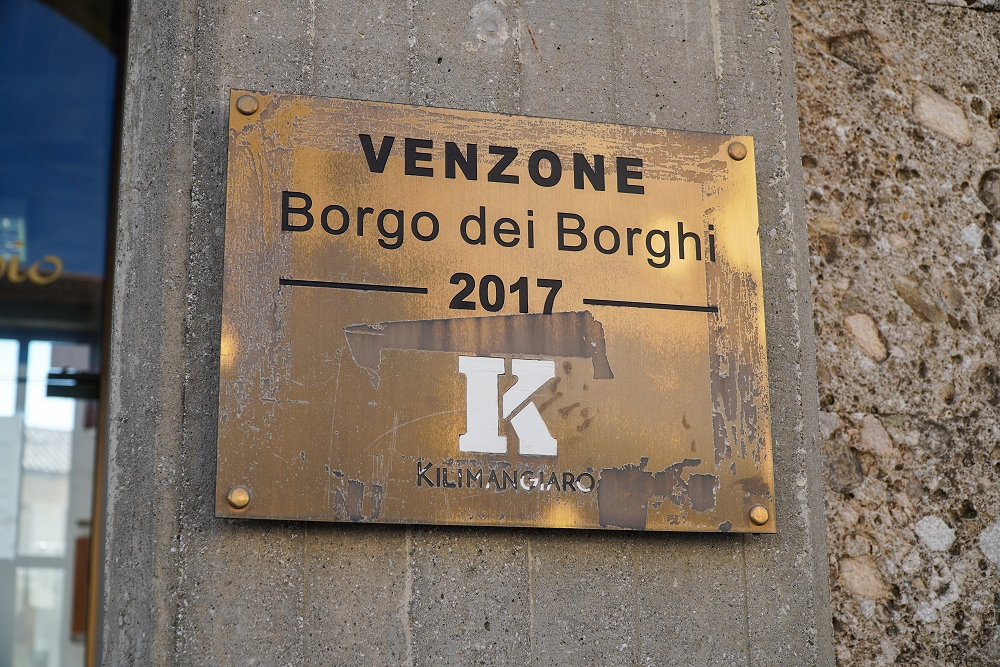 VENZONE
Borgo dei Borghi
2017
K
KILIMANGIARO